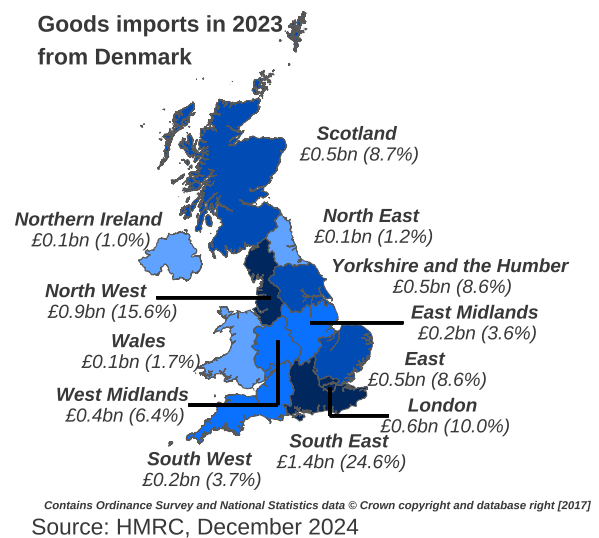 Goods imports in 2023
from Denmark
Scotland
£0.5bn (8.7%)
Northern Ireland
£0.1bn (1.0%)
North East
£0.1bn (1.2%)
Yorkshire and the Humber
£0.5bn (8.6%)
North West
£0.9bn (15.6%)
East Midlands
£0.2bn (3.6%)
Wales
£0.1bn (1.7%)
East
£0.5bn (8.6%)
West Midlands
£0.4bn (6.4%)
London
£0.6bn (10.0%)
South East
£1.4bn (24.6%)
South West
£0.2bn (3.7%)
Contains Ordinance Survey and National Statistics data © Crown copyright and database right [2017]
Source: HMRC, December 2024